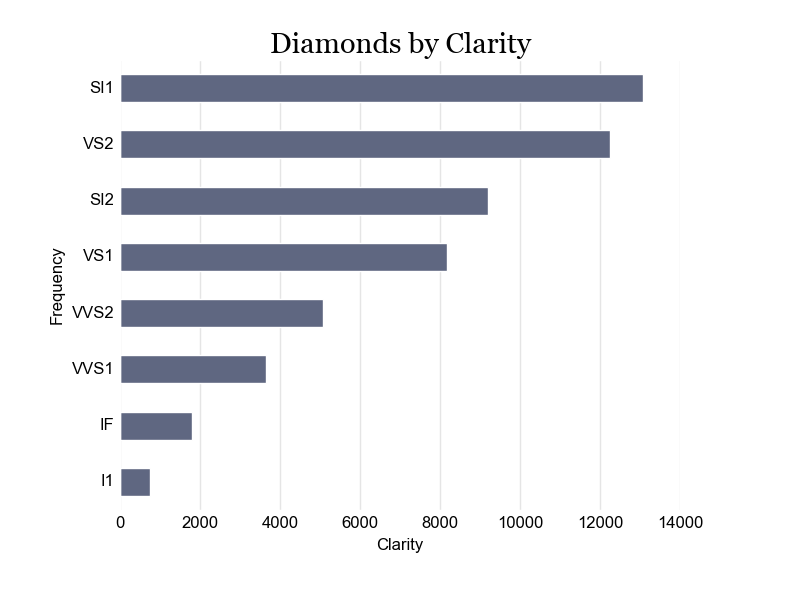 Diamonds by Clarity
SI1
VS2
SI2
VS1
Frequency
VVS2
VVS1
IF
I1
0 2000 4000 6000 8000 10000 12000 14000
Clarity